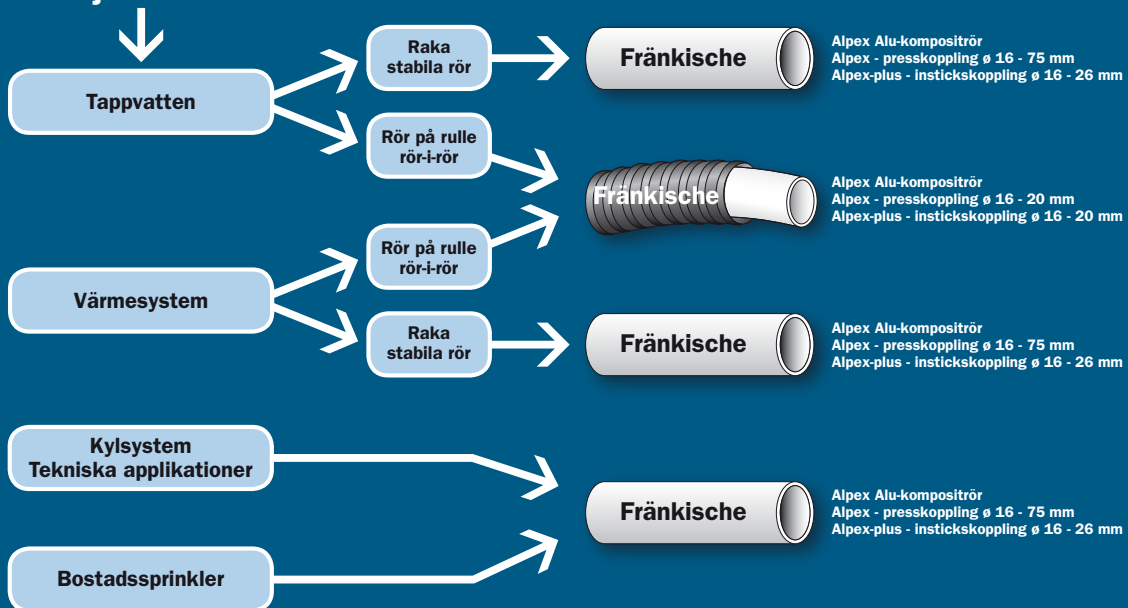 Raka
stabila rör
Fränkische
Alpex Alu-kompositrör
Alpex - presskoppling ø 16 - 75 mm
Alpex-plus - instickskoppling ø 16 - 26 mm
Tappvatten
Rör på rulle
rör-i-rör
Fränkische
Alpex Alu-kompositrör
Alpex - presskoppling ø 16 - 20 mm
Alpex-plus - instickskoppling ø 16 - 20 mm
Rör på rulle
rör-i-rör
Värmesystem
Raka
stabila rör
Fränkische
Alpex Alu-kompositrör
Alpex - presskoppling ø 16 - 75 mm
Alpex-plus - instickskoppling ø 16 - 26 mm
Kylsystem
Tekniska applikationer
Fränkische
Alpex Alu-kompositrör
Alpex - presskoppling ø 16 - 75 mm
Alpex-plus - instickskoppling ø 16 - 26 mm
Bostadssprinkler